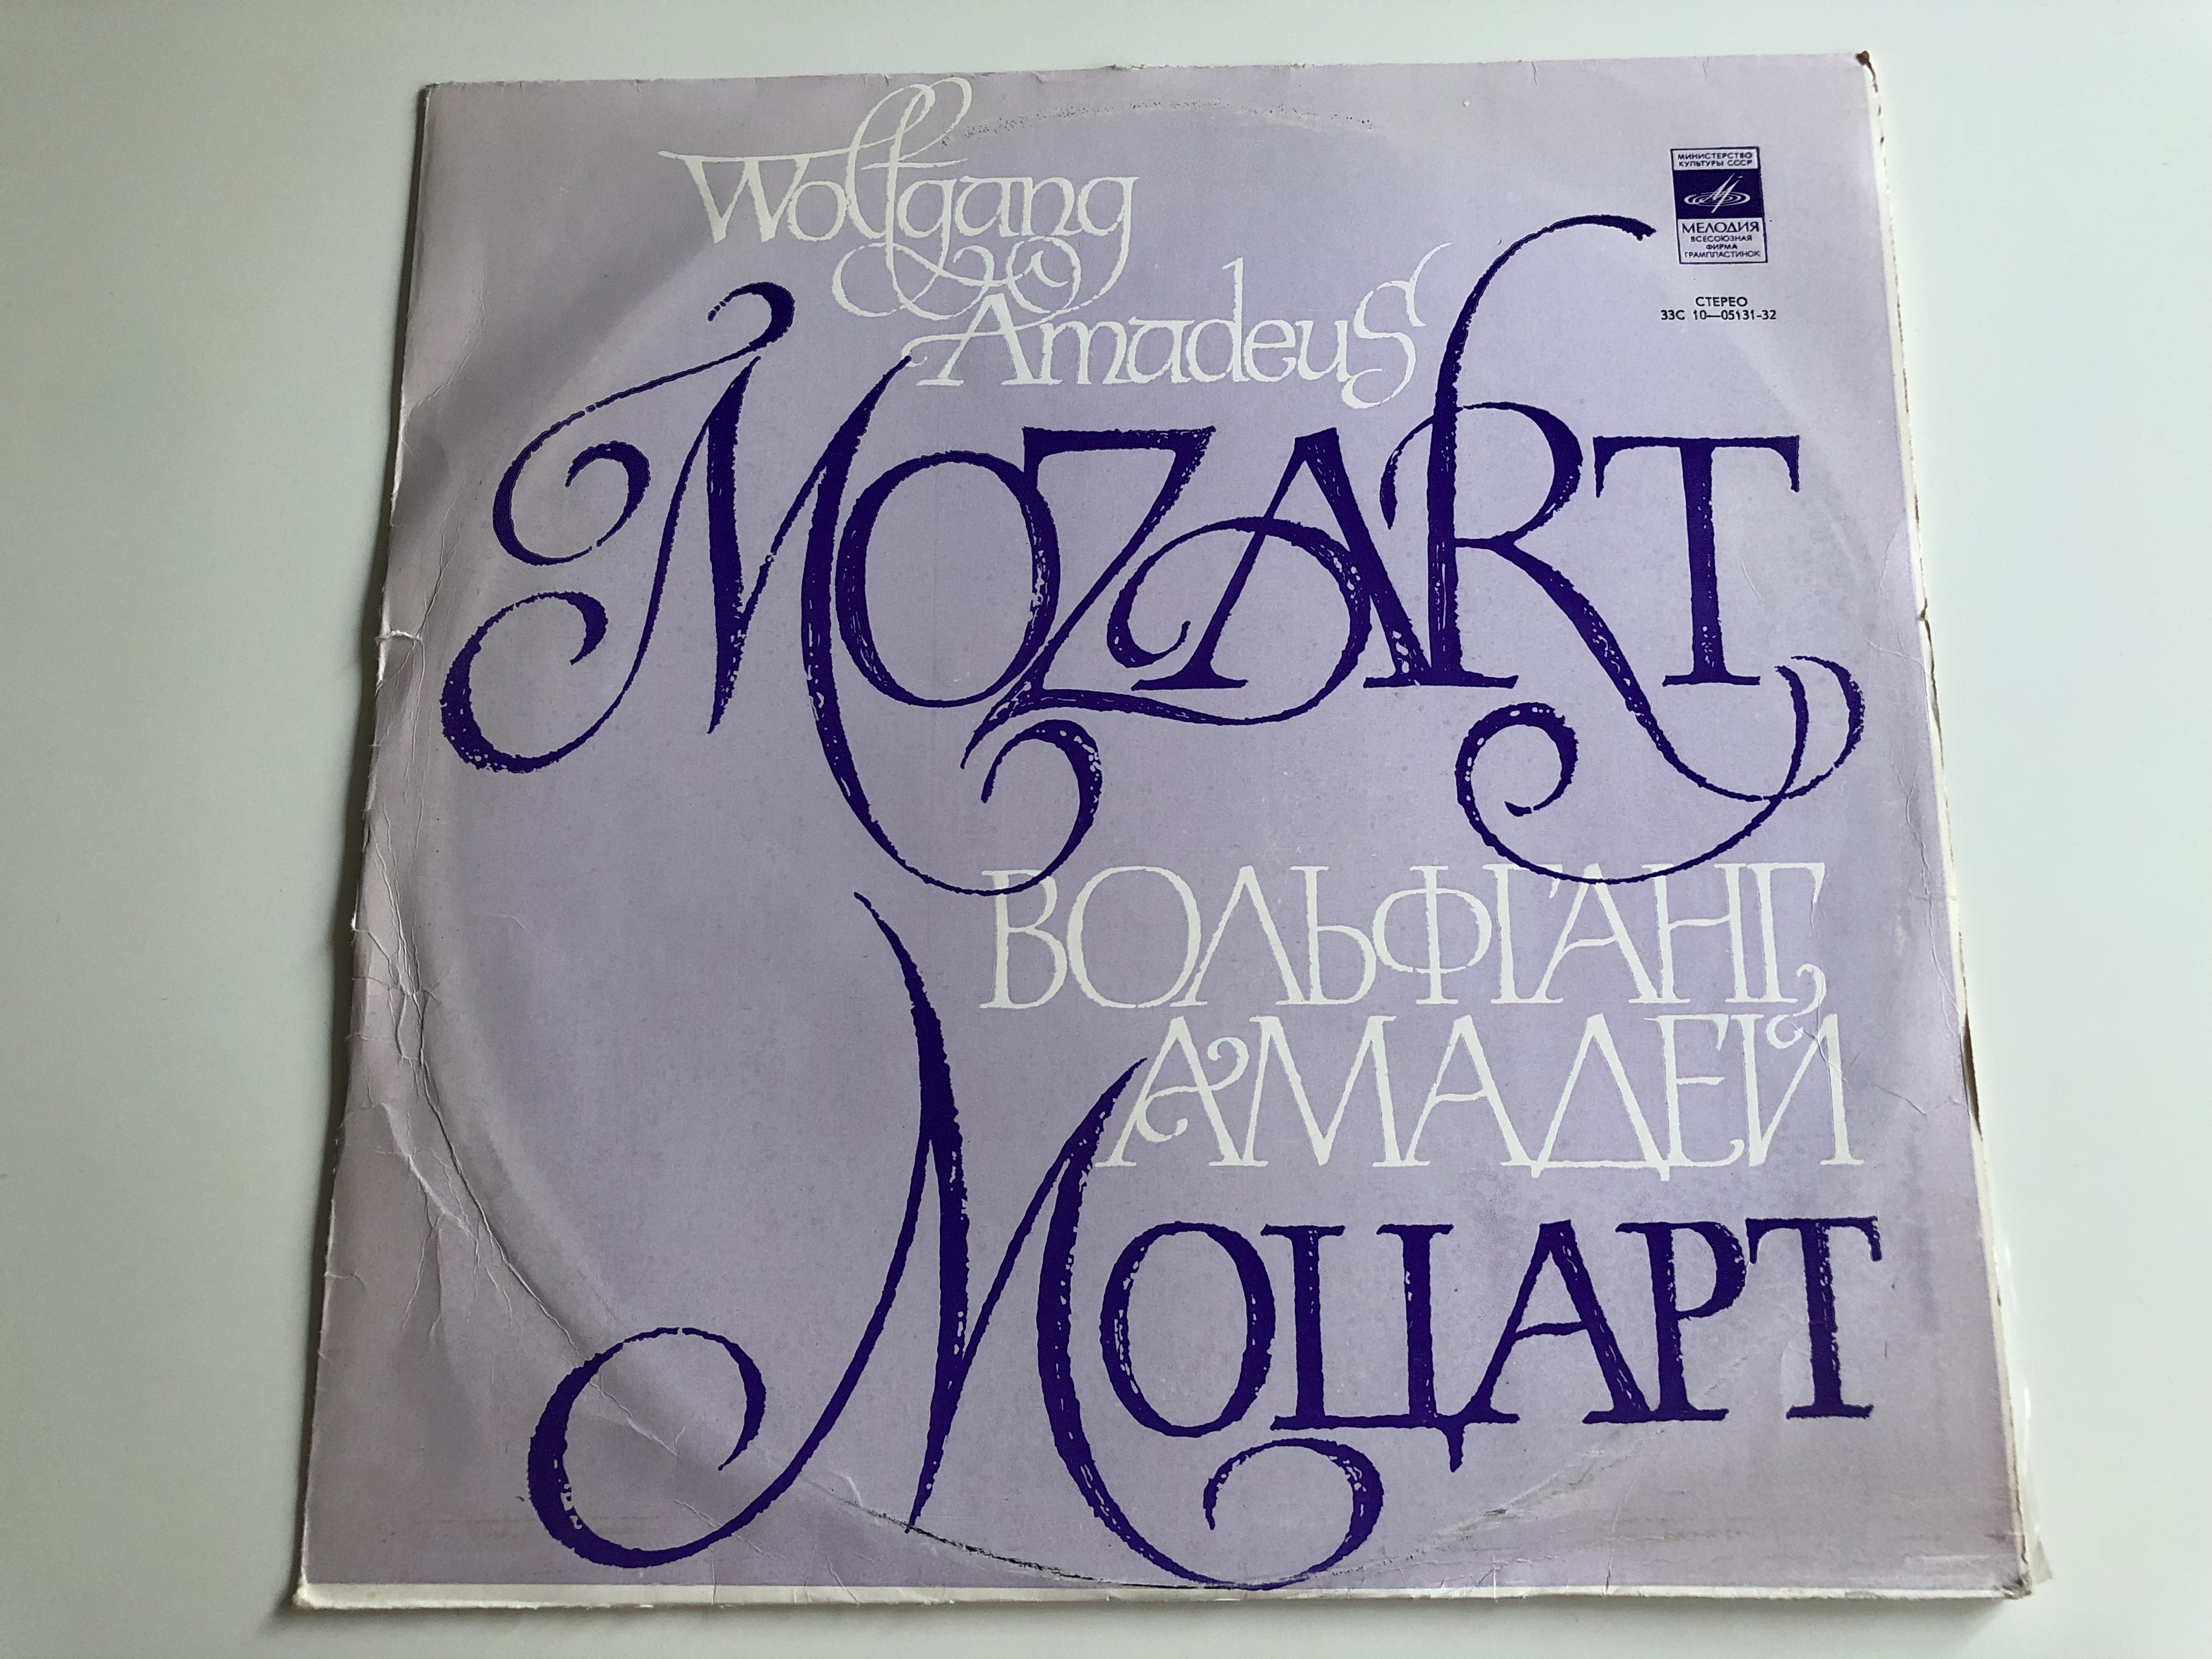 Wolfgang
Amadeus
MOZART
МИНИСТЕРСТВО
КУЛЬТУРЫ СССР
МЕЛОДИЯ
ВСЕСОЮЗНАЯ
ФИРМА
ГРАМПЛАСТИНОК
СТЕРЕО
33С 10—05131-32
ВОЛЬФГАНГ
АМАДЕЙ
МОЦАРТ